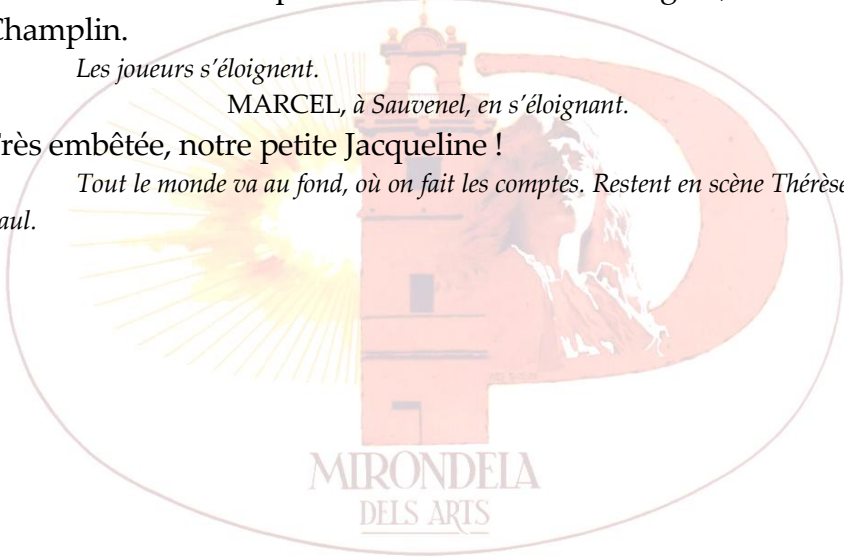 Champlin.
Les joueurs s'éloignent.
MARCEL, à Sauvenel, en s'éloignant.
rès embêtée, notre petite Jacqueline !
Tout le monde va au fond, où on fait les comptes. Restent en scène Thérèse
aul.
MIRONDELA
DELS ARTS